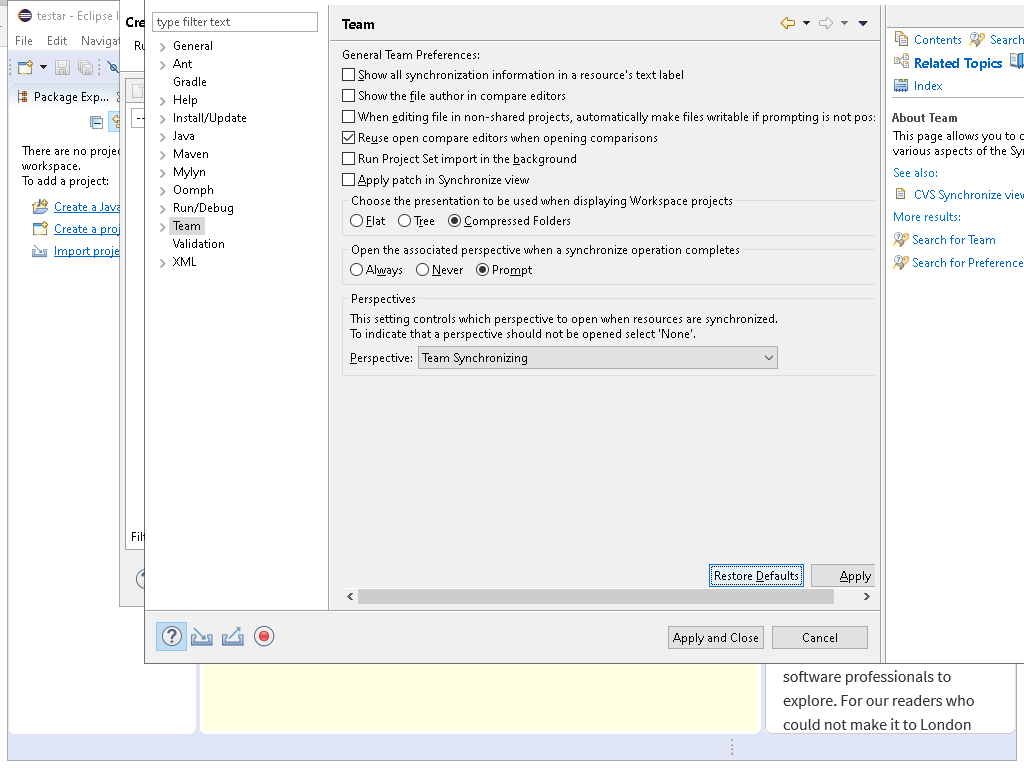 testar - Eclipse I
File Edit Navigat
Package Exp...
There are no proje
workspace.
To add a project:
Create a Java
Create a proj
Import proje
Cre
Ru
--
Filt
type filter text
General
Ant
Gradle
Help
Install/Update
Java
Maven
Mylyn
Oomph
Run/Debug
Team
Validation
XML
Team
General Team Preferences:
Show all synchronization information in a resource's text label
Show the file author in compare editors
When editing file in non-shared projects, automatically make files writable if prompting is not pos:
Reuse open compare editors when opening comparisons
Run Project Set import in the background
Apply patch in Synchronize view
Choose the presentation to be used when displaying Workspace projects
Flat Tree Compressed Folders
Open the associated perspective when a synchronize operation completes
Always Never Prompt
Perspectives
This setting controls which perspective to open when resources are synchronized.
To indicate that a perspective should not be opened select 'None'.
Perspective: Team Synchronizing
Restore Defaults Apply
Apply and Close Cancel
Contents Search
Related Topics
Index
About Team
This page allows you to c
various aspects of the Sy
See also:
CVS Synchronize view
More results:
Search for Team
Search for Preference
software professionals to
explore. For our readers who
could not make it to London